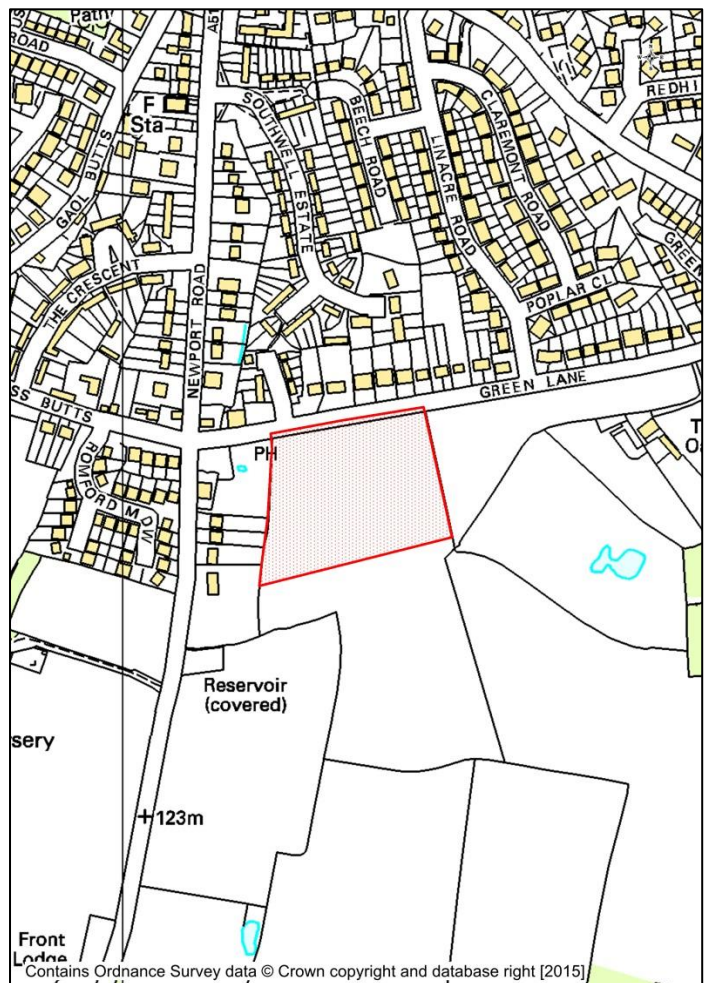 Path
A51
ROAD
F
Sta
GAOL BUTTS
SOUTHWELL ESTATE
BEECH ROAD
LINACRE ROAD
CLAREMONT ROAD
REDHI
GREEN
THE CRESCENT
NEWPORT ROAD
POPLAR CL
GREEN LANE
SS BUTTS
PH
ROMFORD MDW
T
Reservoir
(covered)
sery
123m
Front
Lodge
Contains Ordnance Survey data © Crown copyright and database right [2015]